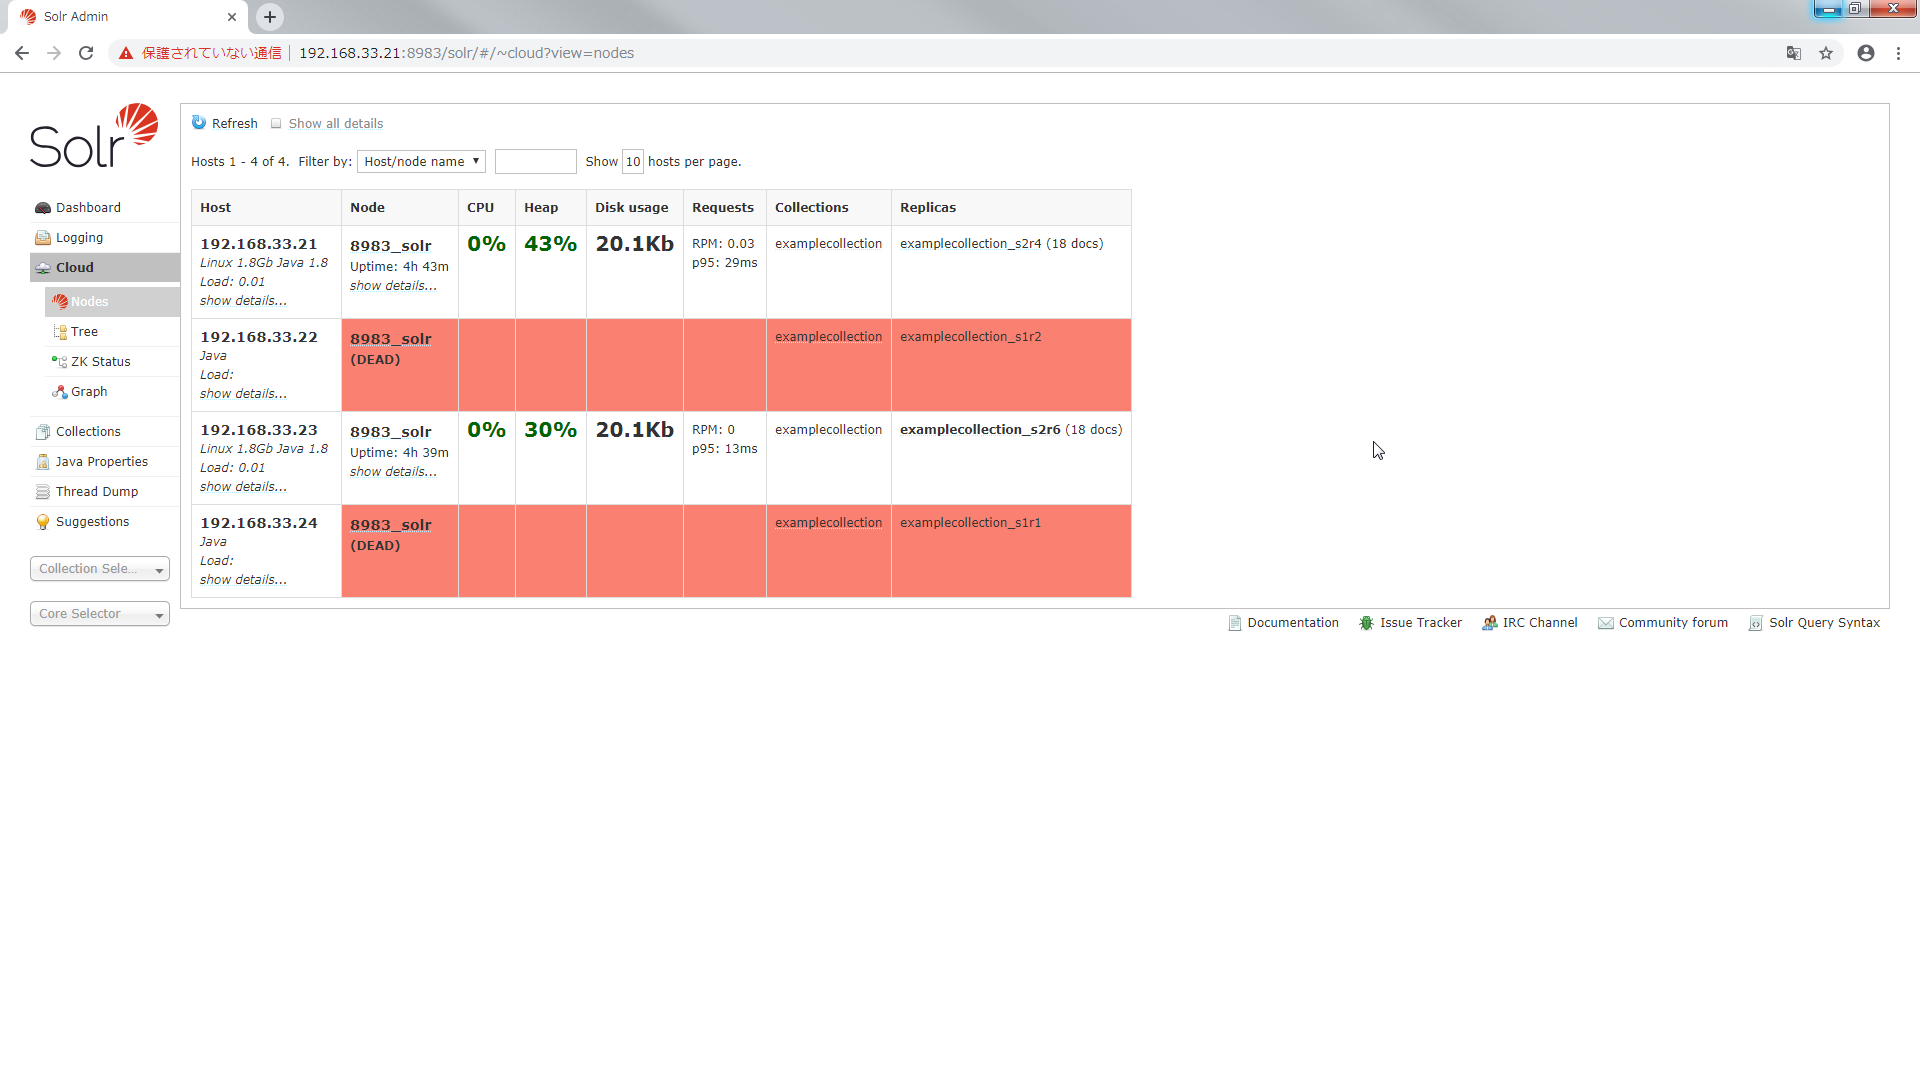 Solr Admin
保護されていない通信 192.168.33.21:8983/solr/#/~cloud?view=nodes
Solr
Dashboard
Logging
Cloud
Nodes
Tree
ZK Status
Graph
Collections
Java Properties
Thread Dump
Suggestions
Collection Sele...
Core Selector
Refresh Show all details
Hosts 1 - 4 of 4. Filter by: Host/node name Show 10 hosts per page.
Host Node CPU Heap Disk usage Requests Collections Replicas
192.168.33.21 8983_solr 0% 43% 20.1Kb RPM: 0.03 examplecollection examplecollection_s2r4 (18 docs)
Linux 1.8Gb Java 1.8 Uptime: 4h 43m p95: 29ms
Load: 0.01 show details...
show details...
192.168.33.22 8983_solr examplecollection examplecollection_s1r2
Java (DEAD)
Load:
show details...
192.168.33.23 8983_solr 0% 30% 20.1Kb RPM: 0 examplecollection examplecollection_s2r6 (18 docs)
Linux 1.8Gb Java 1.8 Uptime: 4h 39m p95: 13ms
Load: 0.01 show details...
show details...
192.168.33.24 8983_solr examplecollection examplecollection_s1r1
Java (DEAD)
Load:
show details...
Documentation Issue Tracker IRC Channel Community forum Solr Query Syntax